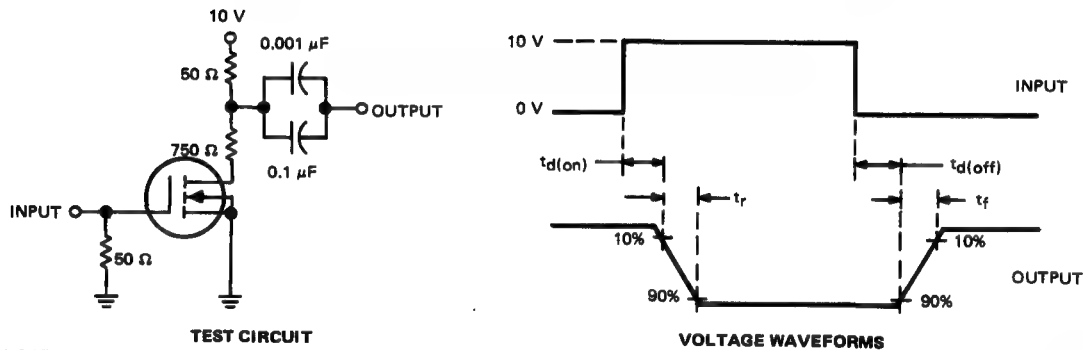 10 V
0.001 μF
50 Ω
OUTPUT
750 Ω
0.1 μF
INPUT
50 Ω
TEST CIRCUIT
10 V
INPUT
0 V
td(on)
td(off)
tr
tf
10%
10%
OUTPUT
90%
90%
VOLTAGE WAVEFORMS